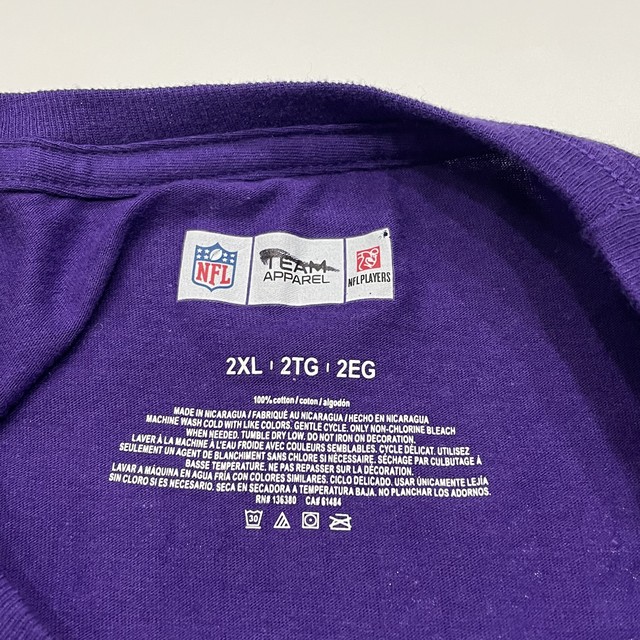 NFL
TEAM
APPAREL
NFL PLAYERS
2XL | 2TG | 2EG
100% cotton / coton / algodón
MADE IN NICARAGUA / FABRIQUÉ AU NICARAGUA / HECHO EN NICARAGUA
MACHINE WASH COLD WITH LIKE COLORS. GENTLE CYCLE. ONLY NON-CHLORINE BLEACH
WHEN NEEDED. TUMBLE DRY LOW. DO NOT IRON ON DECORATION.
LAVER À LA MACHINE À L'EAU FROIDE AVEC COULEURS SEMBLABLES. CYCLE DÉLICAT. UTILISEZ
SEULEMENT UN AGENT DE BLANCHIMENT SANS CHLORE SI NÉCESSAIRE. SÉCHAGE PAR CULBUTAGE À
BASSE TEMPÉRATURE. NE PAS REPASSER SUR LA DÉCORATION.
LAVAR A MÁQUINA EN AGUA FRÍA CON COLORES SIMILARES. CICLO DELICADO. USAR ÚNICAMENTE LEJÍA
SIN CLORO SI ES NECESARIO. SECA EN SECADORA A TEMPERATURA BAJA. NO PLANCHAR LOS ADORNOS.
RN# 136380 CA# 61484
30